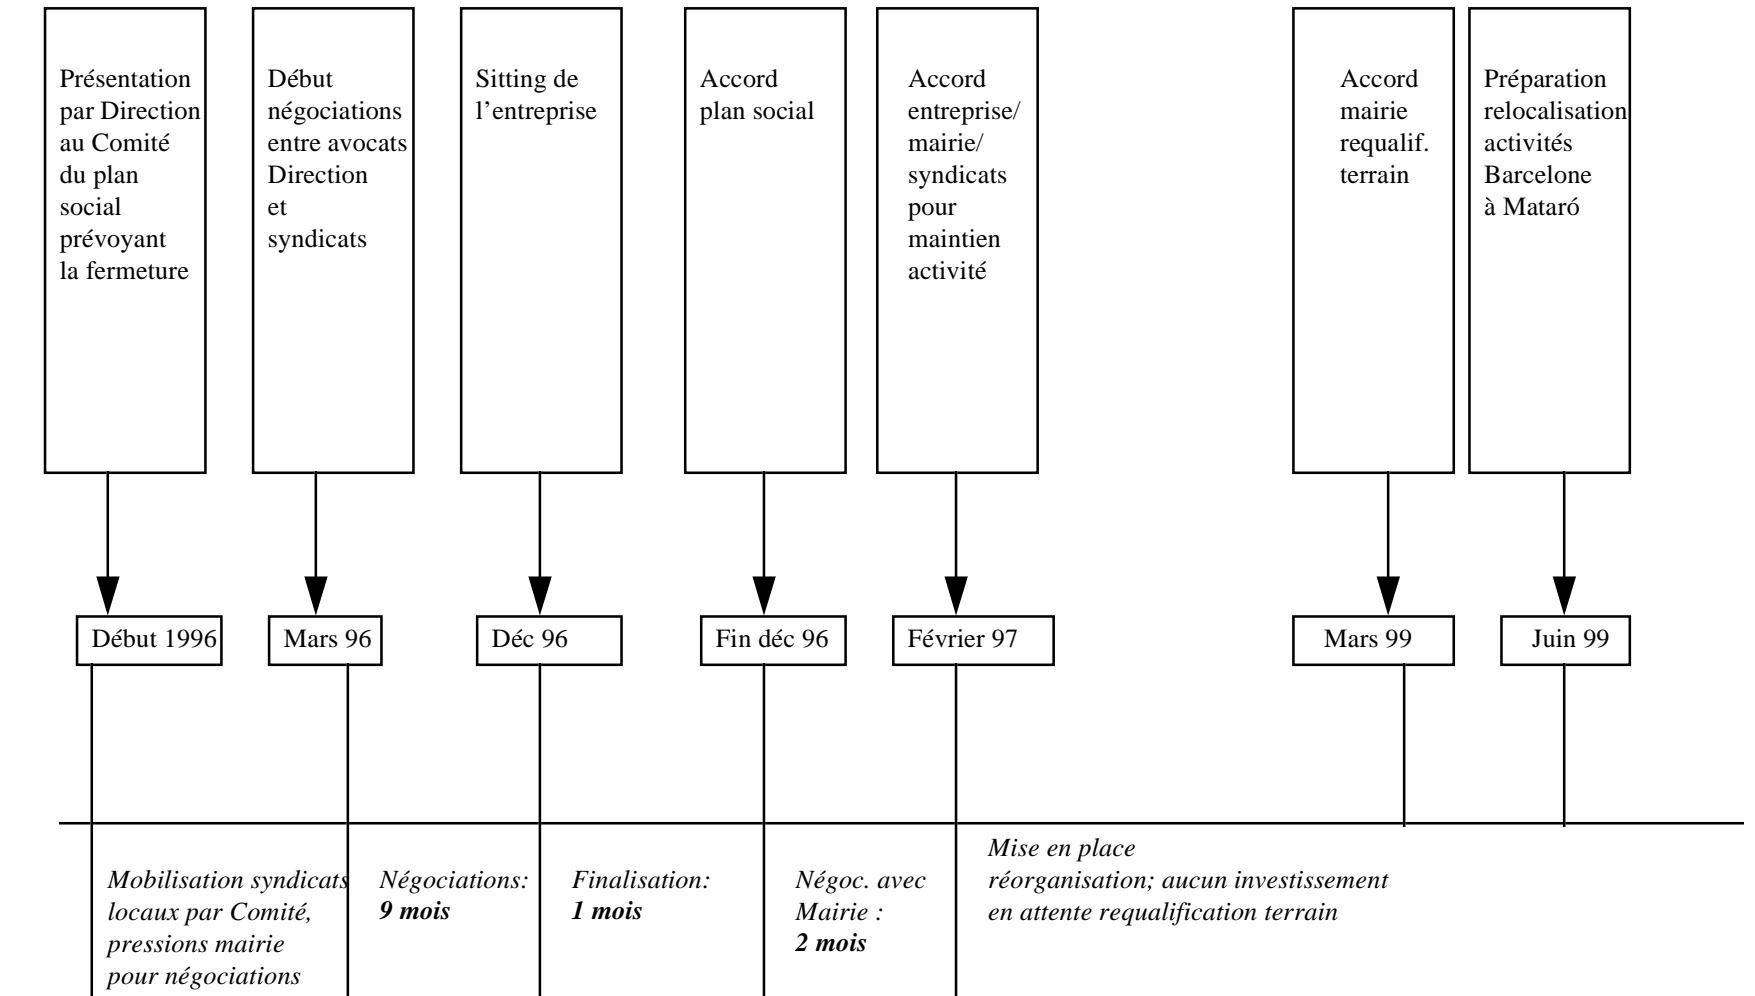 Présentation
par Direction
au Comité
du plan
social
prévoyant
la fermeture
Début
négociations
entre avocats
Direction
et
syndicats
Sitting de
l’entreprise
Accord
plan social
Accord
entreprise/
mairie/
syndicats
pour
maintien
activité
Accord
mairie
requalif.
terrain
Préparation
relocalisation
activités
Barcelone
à Mataró
Début 1996
Mars 96
Déc 96
Fin déc 96
Février 97
Mars 99
Juin 99
Mobilisation syndicats
locaux par Comité,
pressions mairie
pour négociations
Négociations:
9 mois
Finalisation:
1 mois
Négoc. avec
Mairie :
2 mois
Mise en place
réorganisation; aucun investissement
en attente requalification terrain